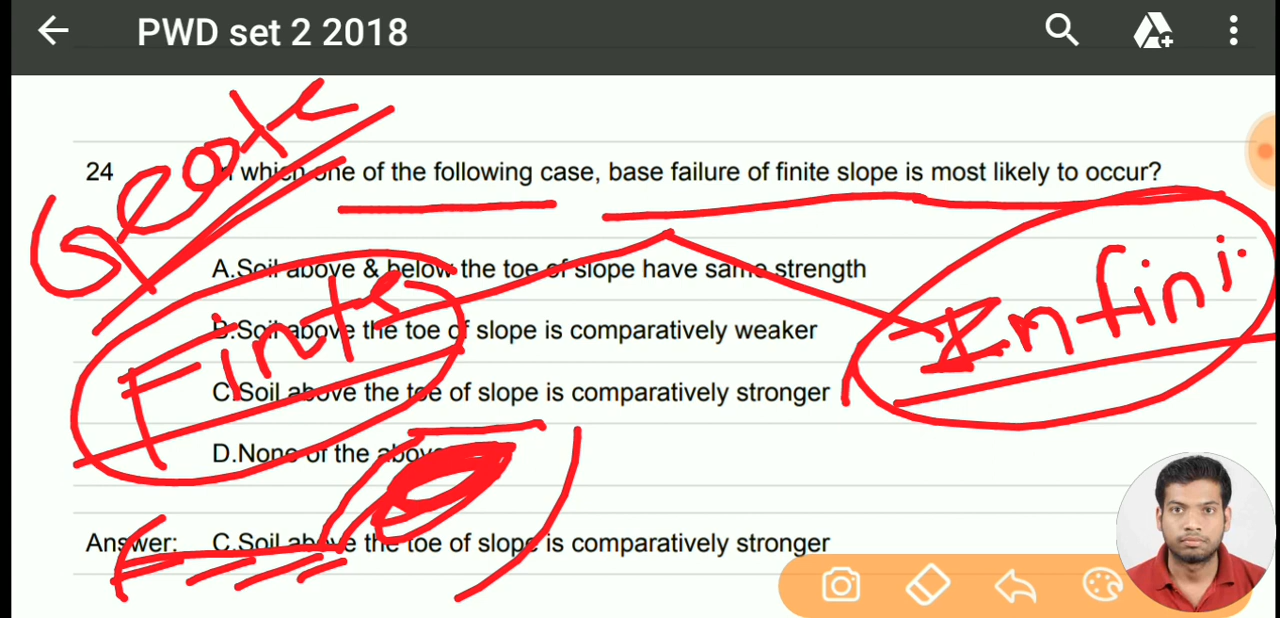 PWD set 2 2018
Geote
24 In which one of the following case, base failure of finite slope is most likely to occur?
A.Soil above & below the toe of slope have same strength
B.Soil above the toe of slope is comparatively weaker
C.Soil above the toe of slope is comparatively stronger
D.None of the above
Finite
Infini
Answer: C.Soil above the toe of slope is comparatively stronger